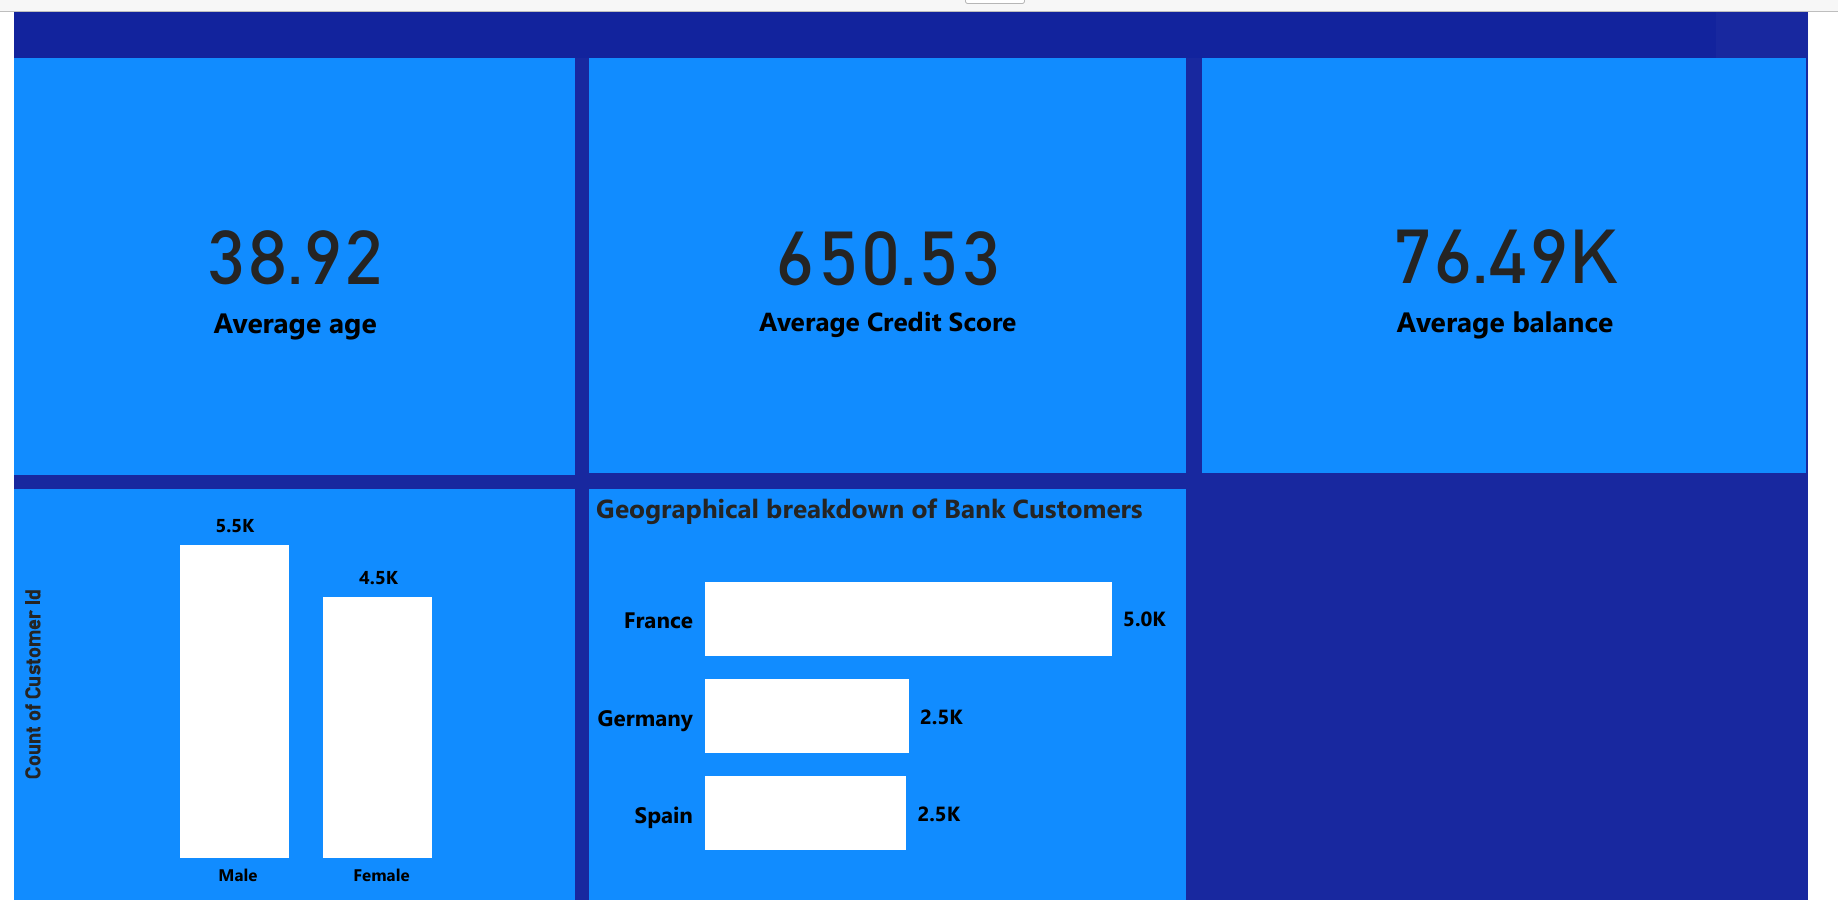 38.92
Average age
650.53
Average Credit Score
76.49K
Average balance
Count of Customer Id
5.5K
4.5K
Male
Female
Geographical breakdown of Bank Customers
France
5.0K
Germany
2.5K
Spain
2.5K